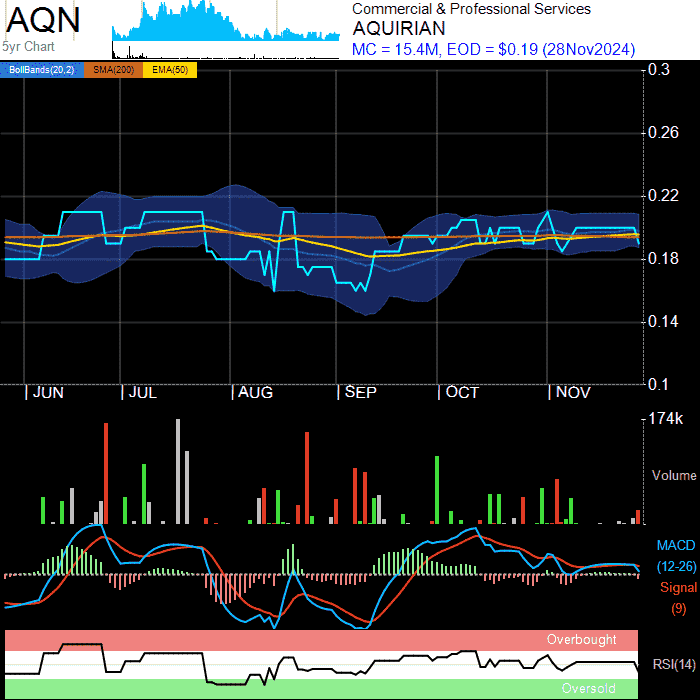 AQN
5yr Chart
Commercial & Professional Services
AQUIRIAN
MC = 15.4M, EOD = $0.19 (28Nov2024)
BollBands(20,2) SMA(200) EMA(50)
0.3
0.26
0.22
0.18
0.14
0.1
JUN JUL AUG SEP OCT NOV
174k
Volume
MACD
(12-26)
Signal
(9)
Overbought
RSI(14)
Oversold